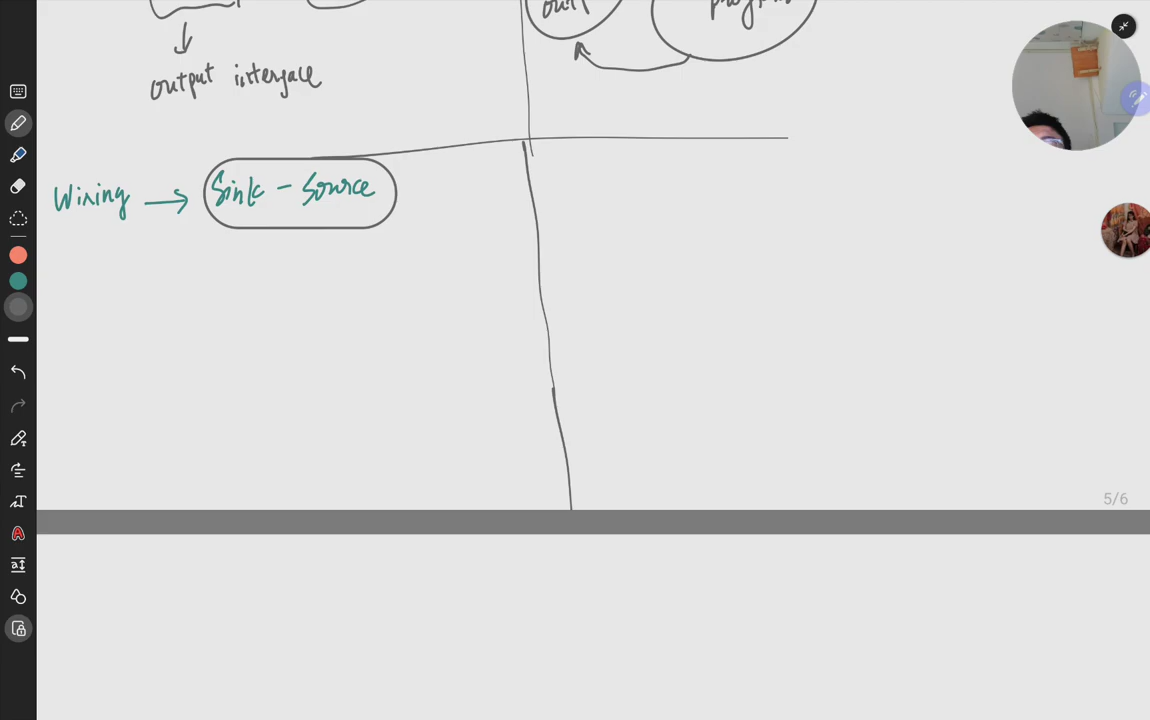 output interface
Wiring → Sink - Source
5/6